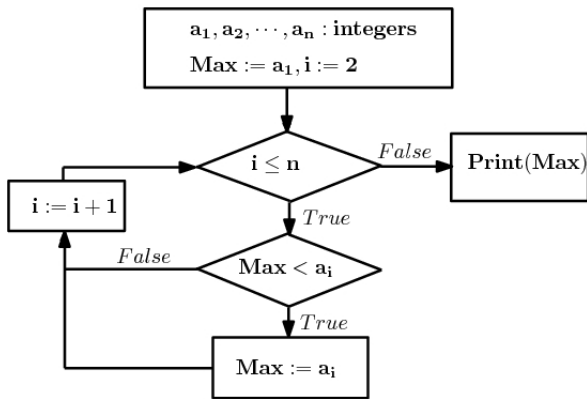 a₁, a₂, ⋯, aₙ : integers
Max := a₁, i := 2
i ≤ n
False
Print(Max)
i := i + 1
True
False
Max < aᵢ
True
Max := aᵢ